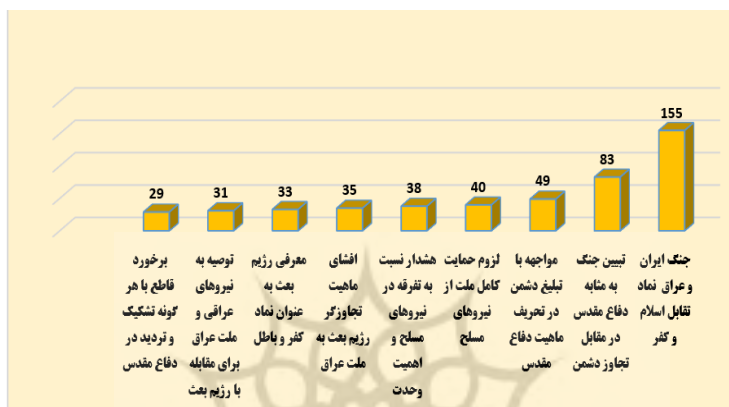 155
جنگ ایران
و عراق نماد
تقابل اسلام
و کفر
83
تبیین جنگ
به مثابه
دفاع مقدس
در مقابل
تجاوز دشمن
49
مواجهه با
تبلیغ دشمن
در تحریف
ماهیت دفاع
مقدس
40
لزوم حمایت
کامل ملت از
نیروهای
مسلح
38
هشدار نسبت
به تفرقه در
نیروهای
مسلح و
اهمیت
وحدت
35
افشای
ماهیت
تجاوزگر
رژیم بعث به
ملت عراق
33
معرفی رژیم
بعث به
عنوان نماد
کفر و باطل
31
توصیه به
نیروهای
عراقی و
ملت عراق
برای مقابله
با رژیم بعث
29
برخورد
قاطع با هر
گونه تشکیک
و تردید در
دفاع مقدس